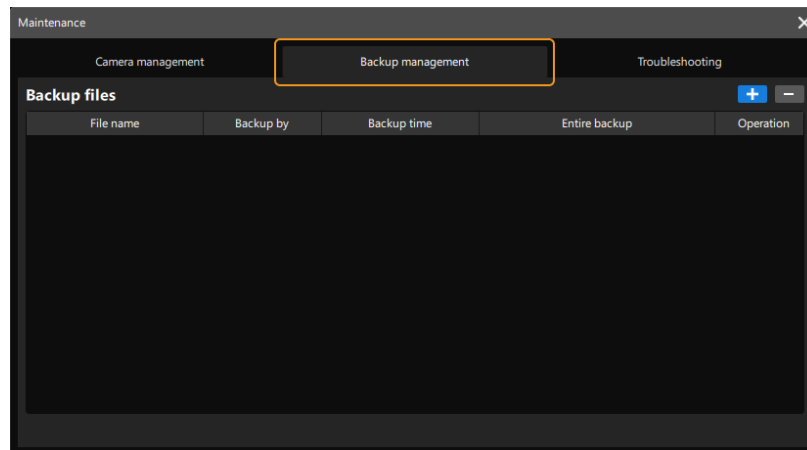 Maintenance
Camera management Backup management Troubleshooting
Backup files
File name Backup by Backup time Entire backup Operation